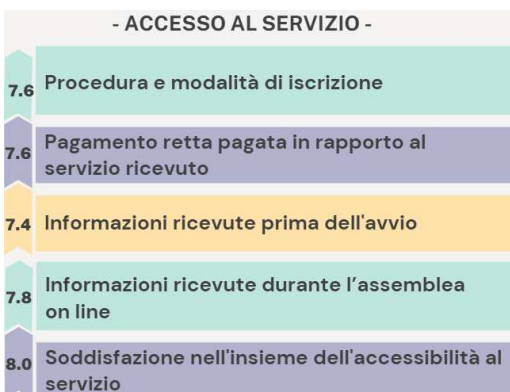 - ACCESSO AL SERVIZIO -
7.6 Procedura e modalità di iscrizione
7.6 Pagamento retta pagata in rapporto al
servizio ricevuto
7.4 Informazioni ricevute prima dell'avvio
7.8 Informazioni ricevute durante l’assemblea
on line
8.0 Soddisfazione nell'insieme dell'accessibilità al
servizio